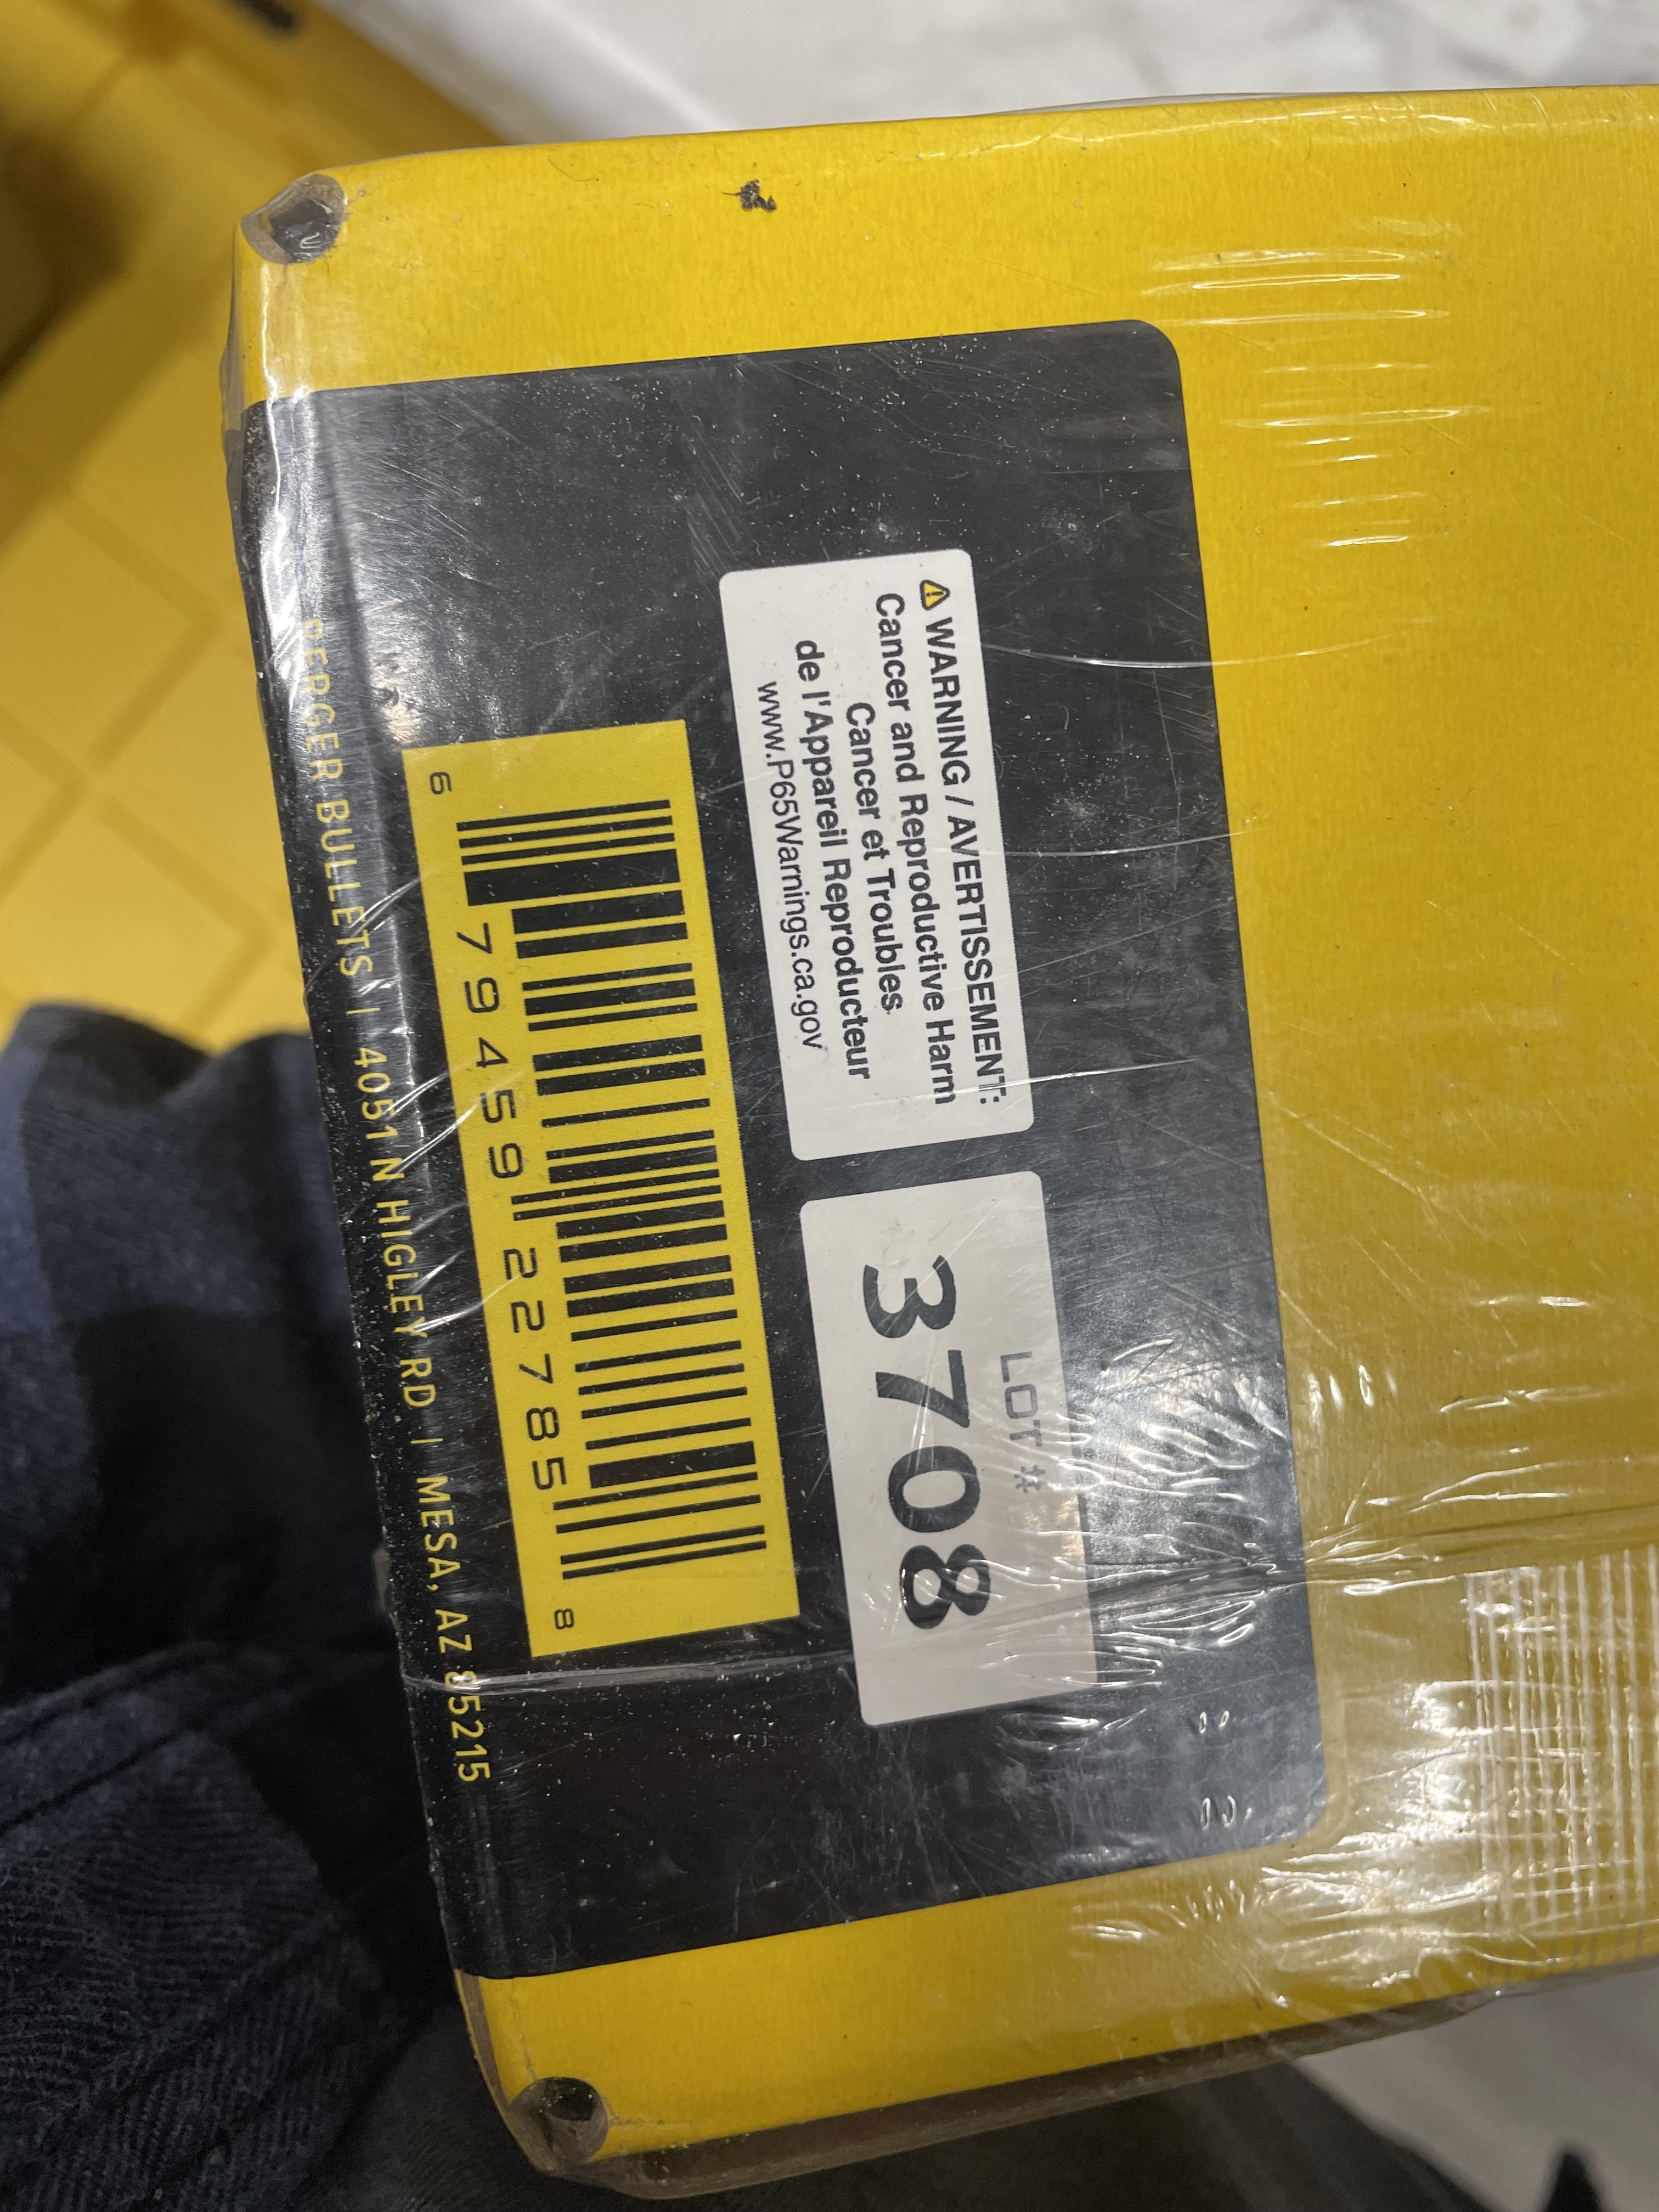 ⚠ WARNING / AVERTISSEMENT:
Cancer and Reproductive Harm
Cancer et Troubles
de l'Appareil Reproducteur
www.P65Warnings.ca.gov
LOT #
3708
6 79459 22785 8
BERGER BULLETS | 4051 N HIGLEY RD | MESA, AZ 85215